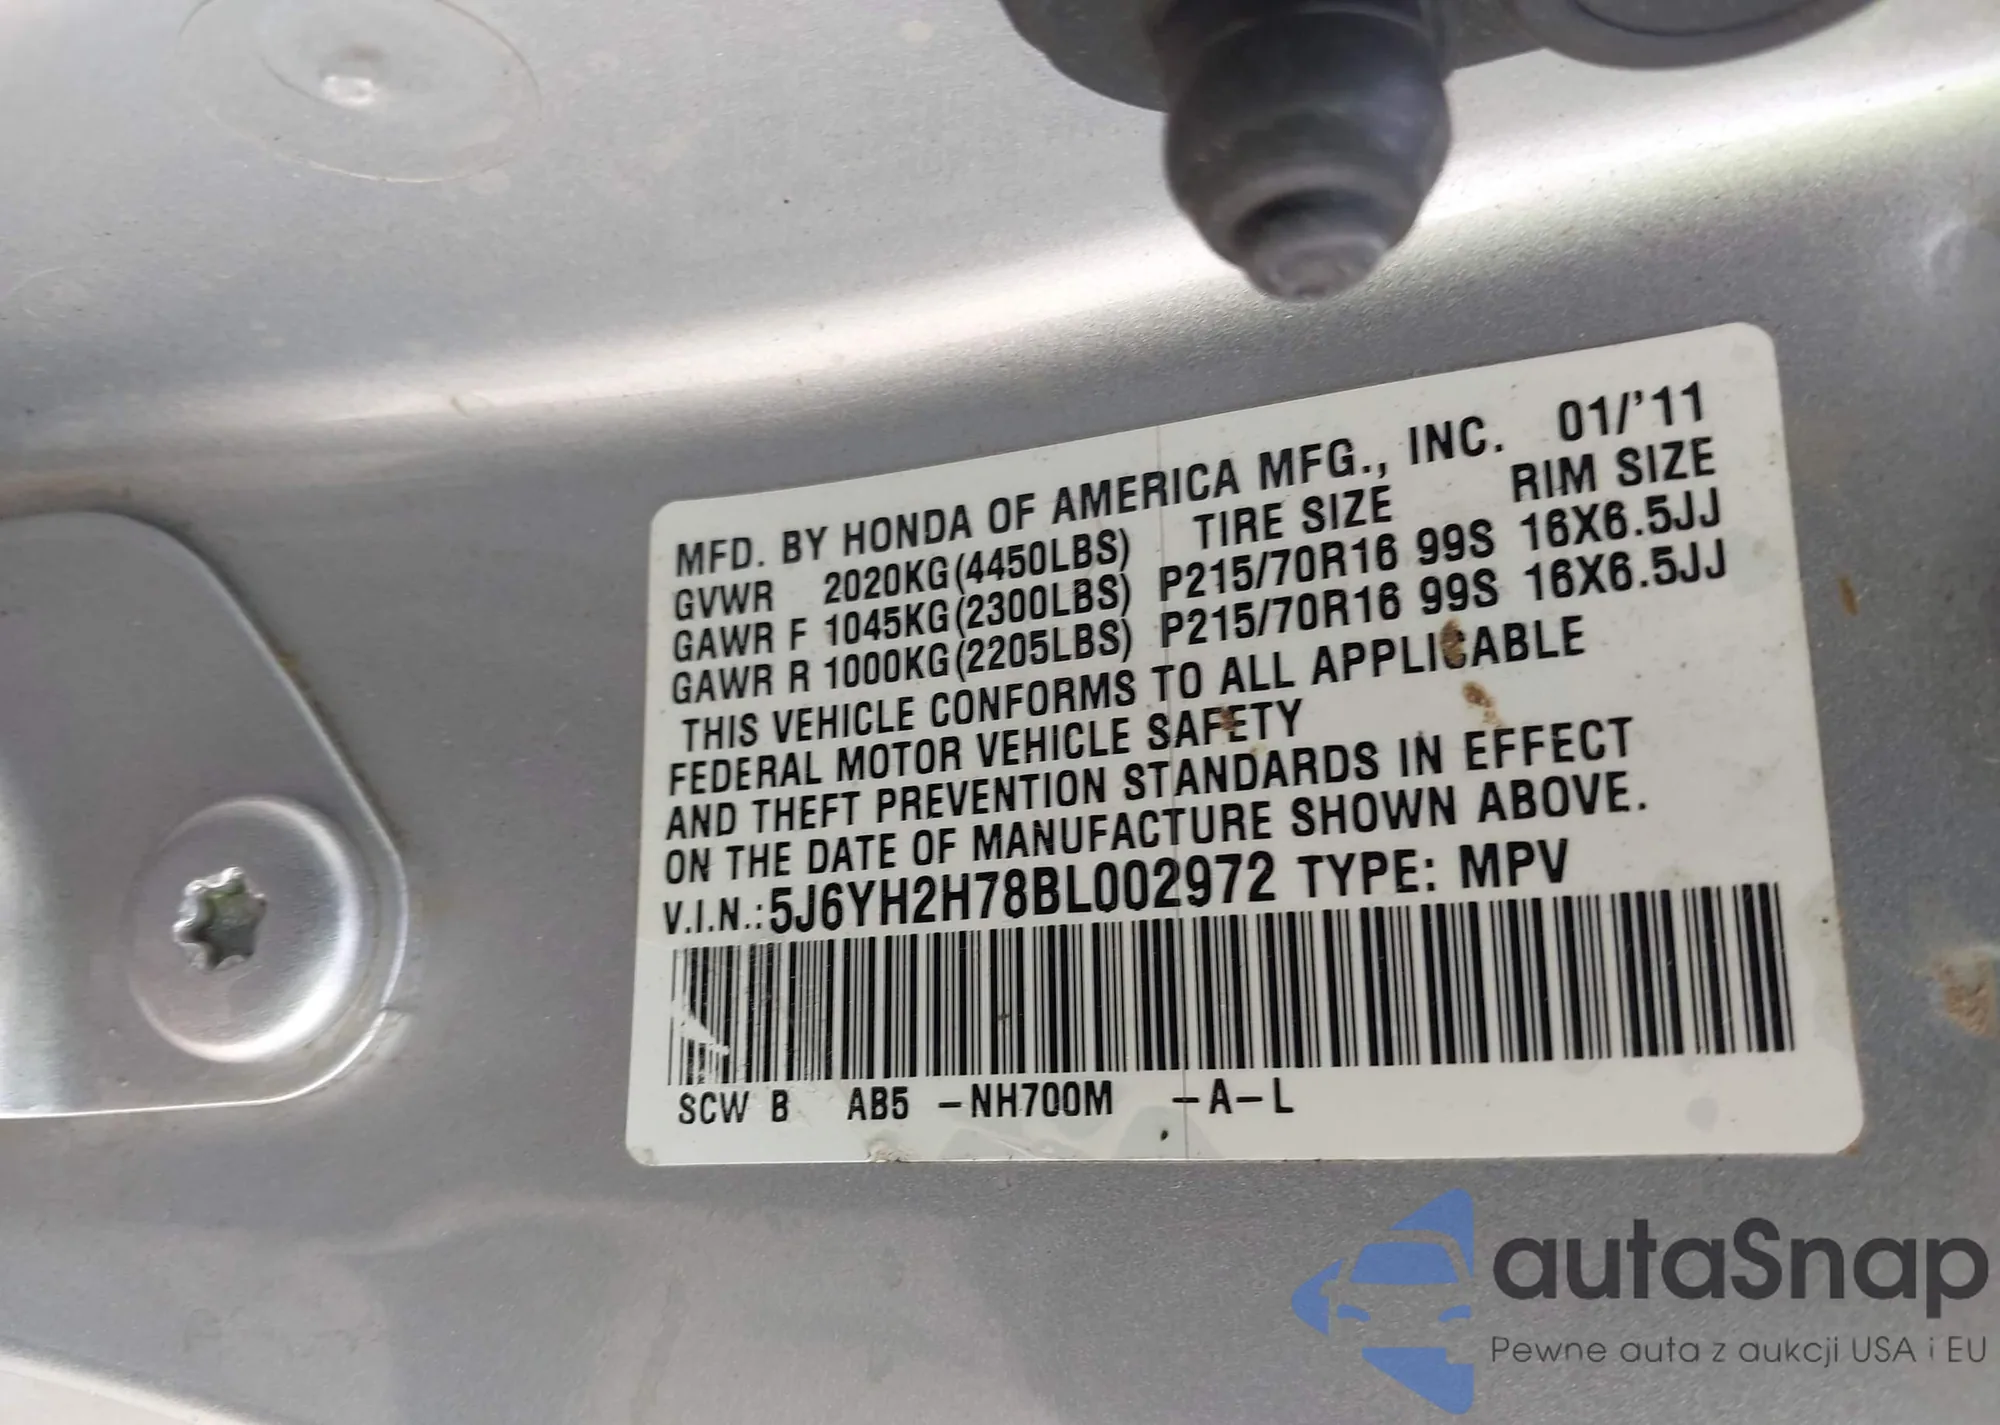 MFD. BY HONDA OF AMERICA MFG., INC. 01/'11
GVWR 2020KG(4450LBS) TIRE SIZE RIM SIZE
GAWR F 1045KG(2300LBS) P215/70R16 99S 16X6.5JJ
GAWR R 1000KG(2205LBS) P215/70R16 99S 16X6.5JJ
THIS VEHICLE CONFORMS TO ALL APPLICABLE
FEDERAL MOTOR VEHICLE SAFETY
AND THEFT PREVENTION STANDARDS IN EFFECT
ON THE DATE OF MANUFACTURE SHOWN ABOVE.
V.I.N.:5J6YH2H78BL002972 TYPE: MPV
SCW B AB5 -NH700M -A-L
autaSnap
Pewne auta z aukcji USA i EU